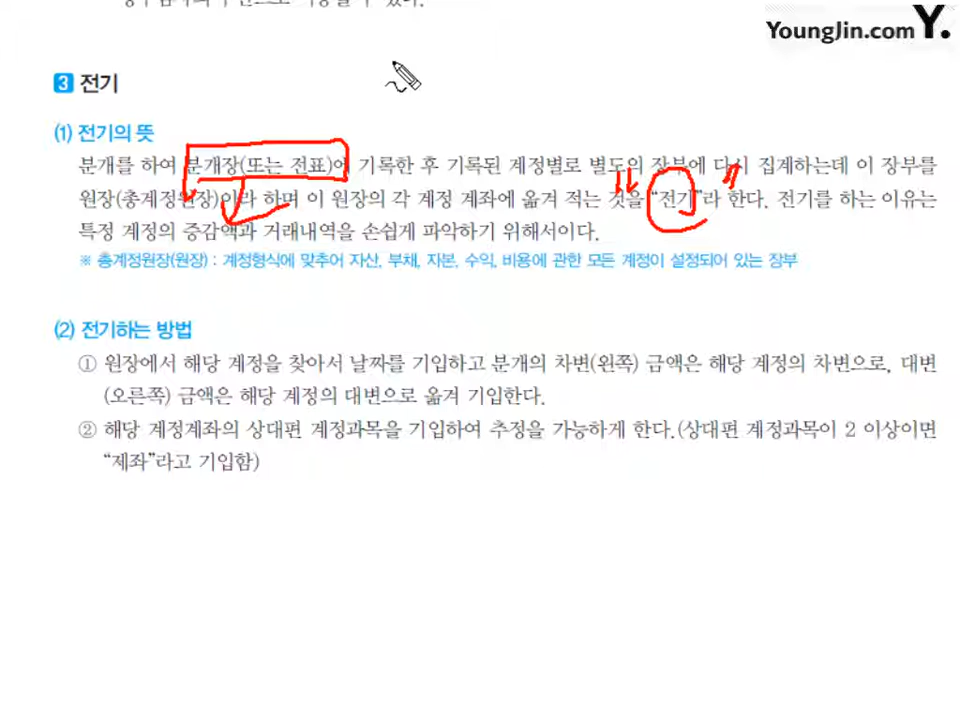 YoungJin.com Y.
3 전기
(1) 전기의 뜻
분개를 하여 분개장(또는 전표)에 기록한 후 기록된 계정별로 별도의 장부에 다시 집계하는데 이 장부를
원장(총계정원장)이라 하며 이 원장의 각 계정 계좌에 옮겨 적는 것을 “전기”라 한다. 전기를 하는 이유는
특정 계정의 증감액과 거래내역을 손쉽게 파악하기 위해서이다.
※ 총계정원장(원장) : 계정형식에 맞추어 자산, 부채, 자본, 수익, 비용에 관한 모든 계정이 설정되어 있는 장부
(2) 전기하는 방법
① 원장에서 해당 계정을 찾아서 날짜를 기입하고 분개의 차변(왼쪽) 금액은 해당 계정의 차변으로, 대변
(오른쪽) 금액은 해당 계정의 대변으로 옮겨 기입한다.
② 해당 계정계좌의 상대편 계정과목을 기입하여 추정을 가능하게 한다.(상대편 계정과목이 2 이상이면
“제좌”라고 기입함)